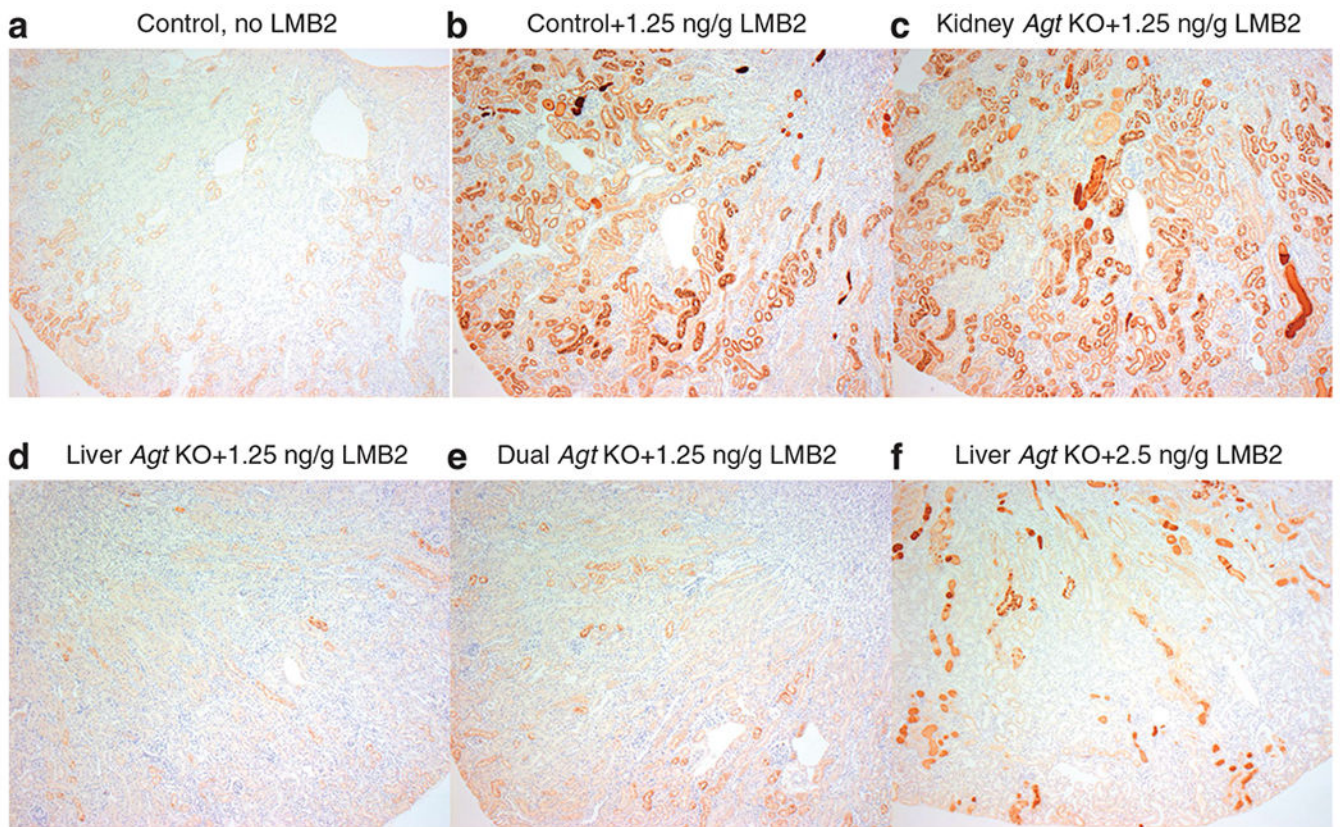 a Control, no LMB2
b Control+1.25 ng/g LMB2
c Kidney Agt KO+1.25 ng/g LMB2
d Liver Agt KO+1.25 ng/g LMB2
e Dual Agt KO+1.25 ng/g LMB2
f Liver Agt KO+2.5 ng/g LMB2